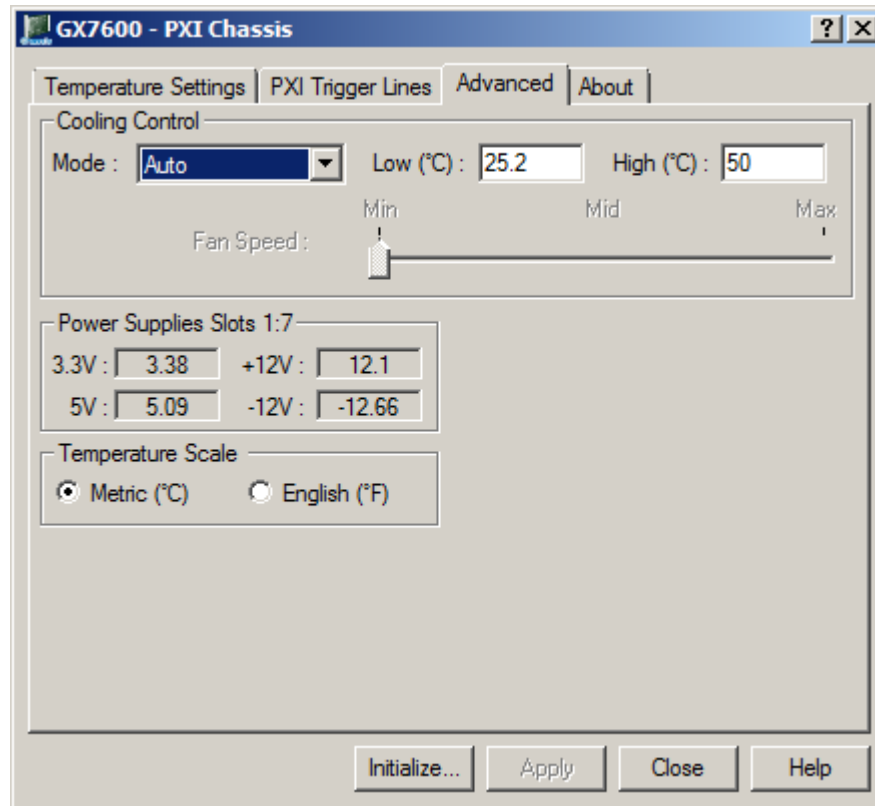 GX7600 - PXI Chassis
Temperature Settings PXI Trigger Lines Advanced About
Cooling Control
Mode : Auto Low (°C) : 25.2 High (°C) : 50
Min Mid Max
Fan Speed :
Power Supplies Slots 1:7
3.3V : 3.38 +12V : 12.1
5V : 5.09 -12V : -12.66
Temperature Scale
Metric (°C) English (°F)
Initialize... Apply Close Help